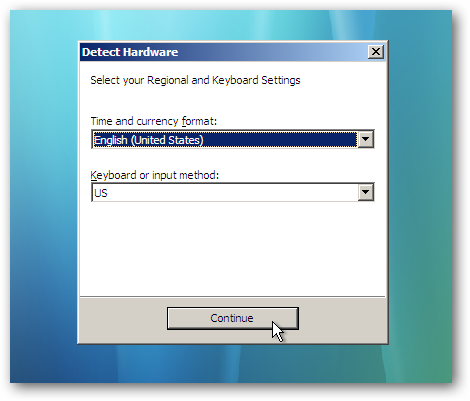 Detect Hardware
Select your Regional and Keyboard Settings
Time and currency format:
English (United States)
Keyboard or input method:
US
Continue